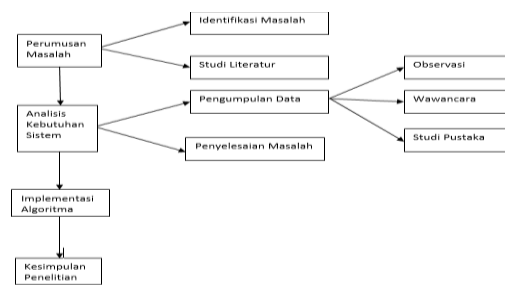 Identifikasi Masalah
Perumusan
Masalah
Studi Literatur
Observasi
Pengumpulan Data
Wawancara
Analisis
Kebutuhan
Sistem
Studi Pustaka
Penyelesaian Masalah
Implementasi
Algoritma
Kesimpulan
Penelitian